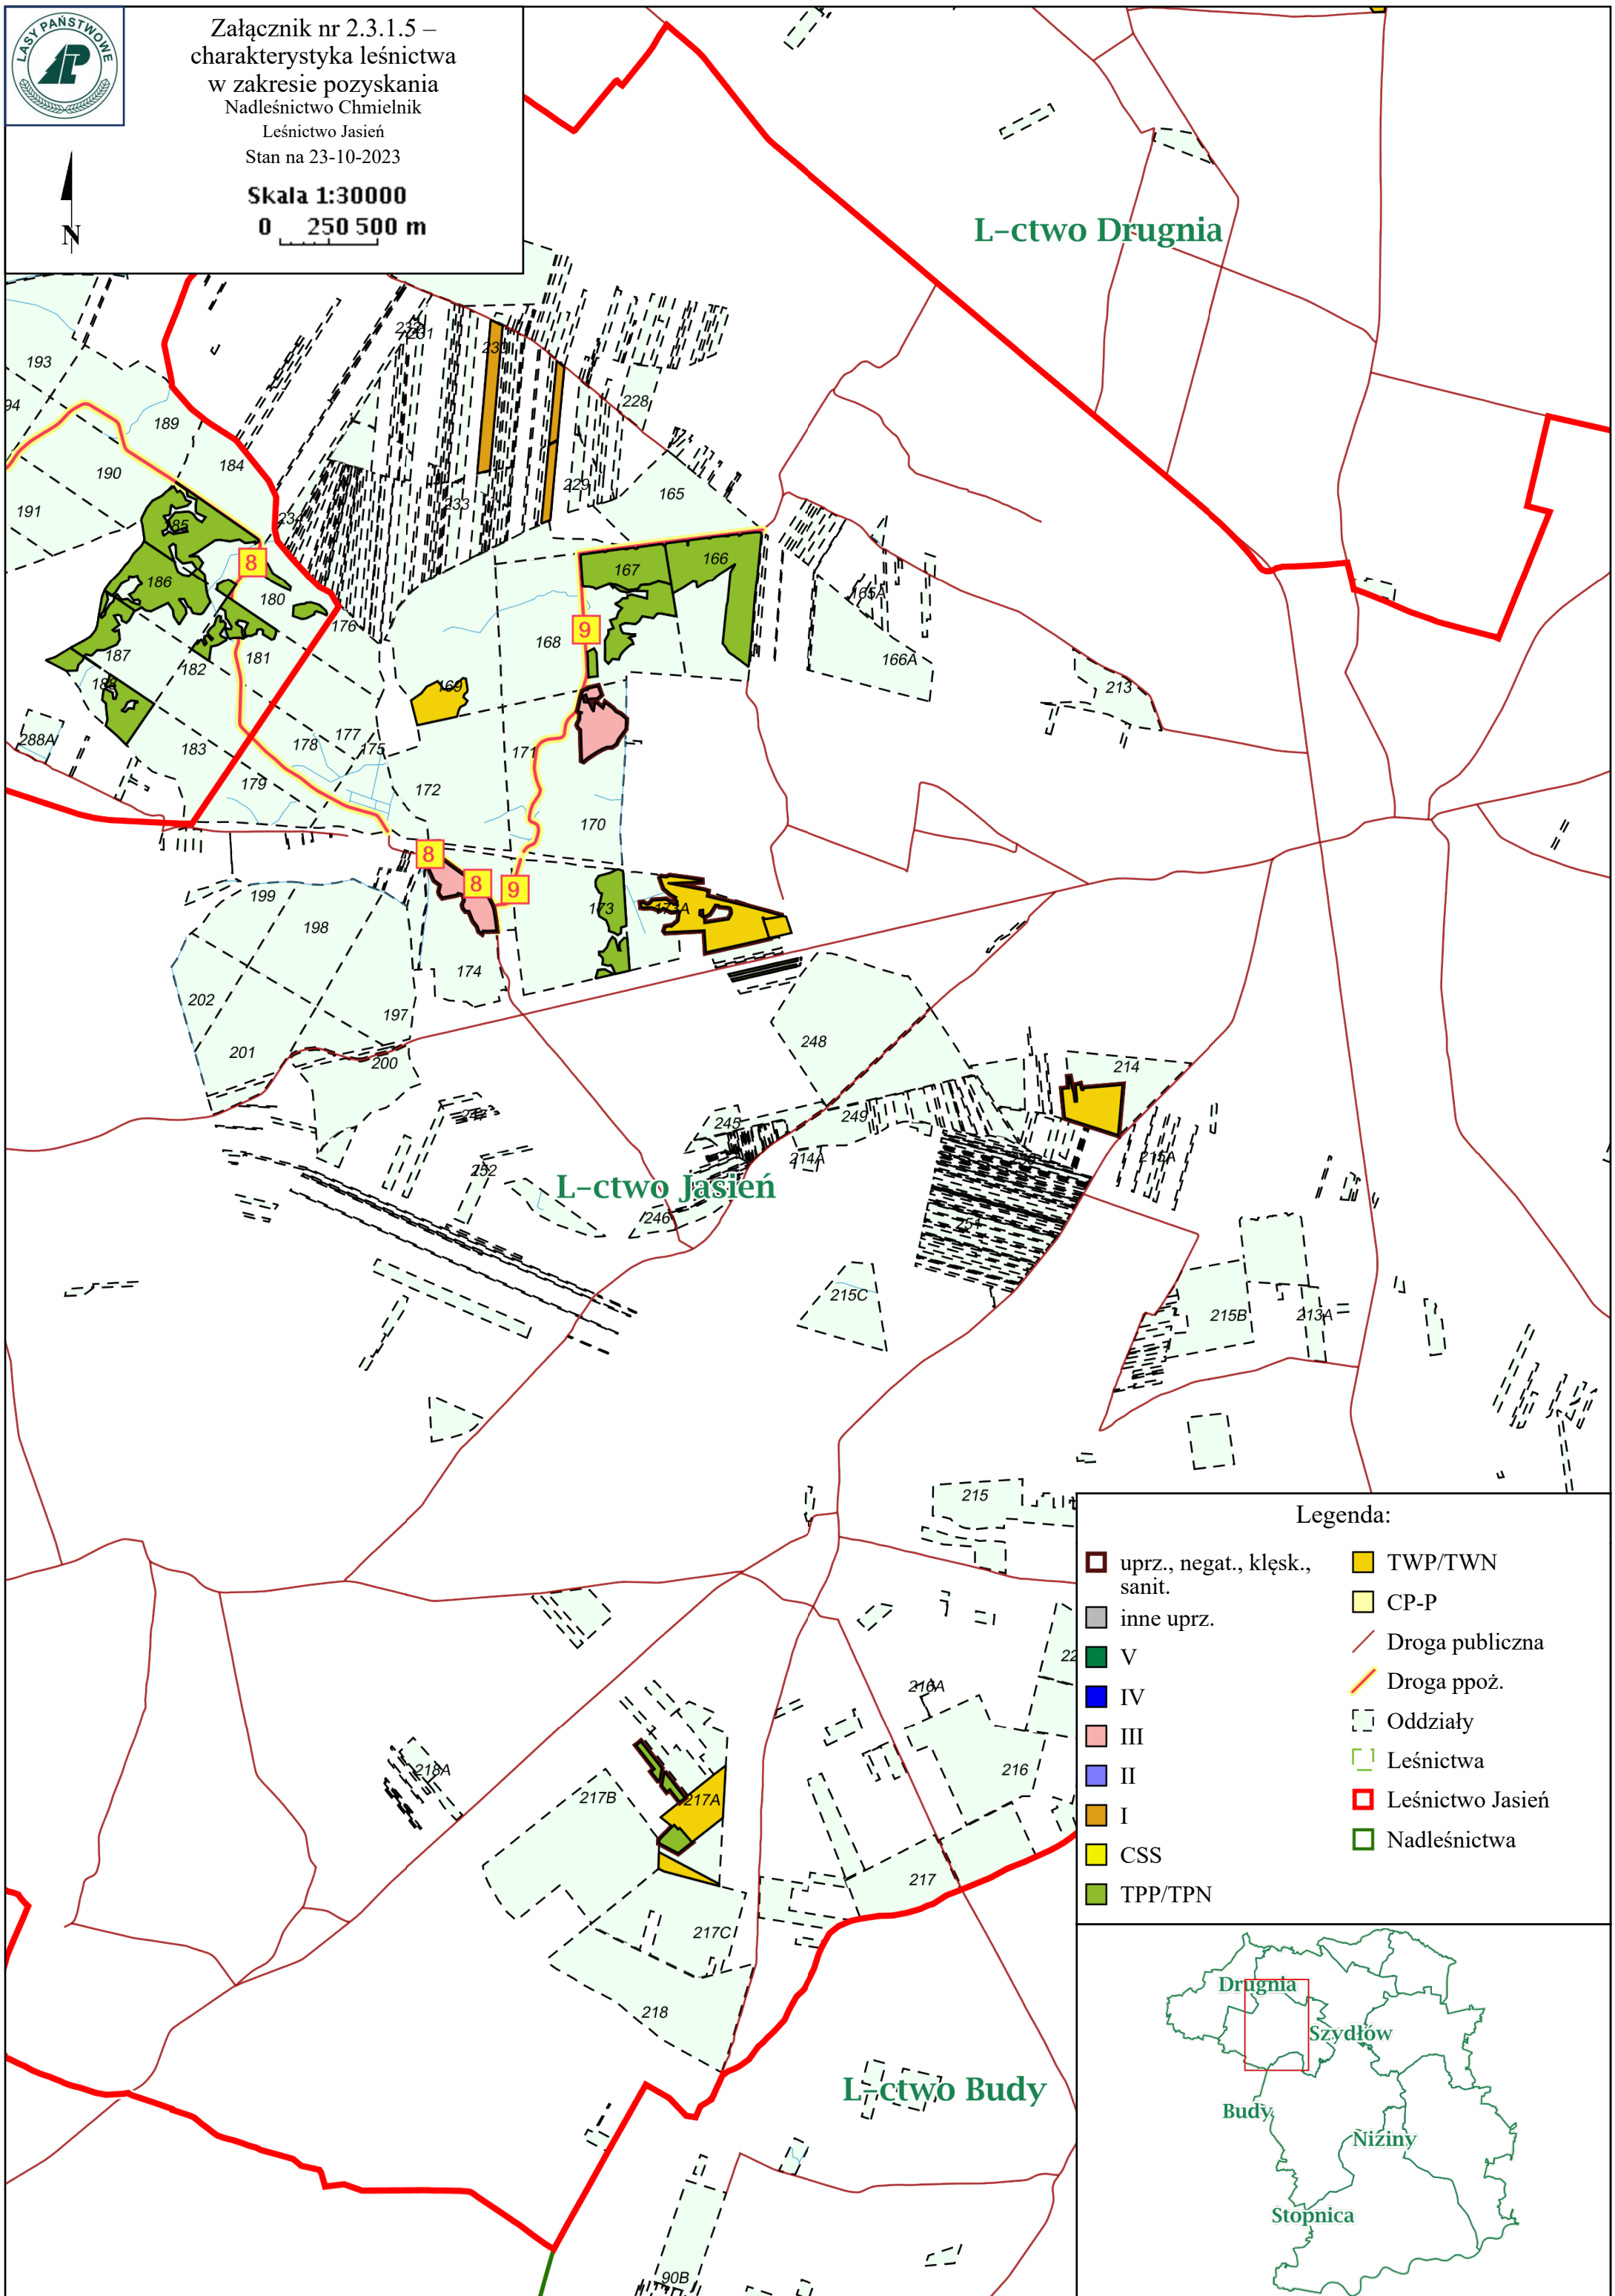 LASY PAŃSTWOWE
Załącznik nr 2.3.1.5 –
charakterystyka leśnictwa
w zakresie pozyskania
Nadleśnictwo Chmielnik
Leśnictwo Jasień
Stan na 23-10-2023
Skala 1:30000
0 250 500 m
N
L-ctwo Drugnia
193
189
190
184
191
228
165
229
233
185
8
186
180
167
166
176
9
168
165A
166A
187
182
181
169
213
288A
183
178
177
175
171
179
172
170
8
8
9
199
198
173
173A
174
202
197
248
201
200
214
245
249
214A
215A
252
L-ctwo Jasień
246
251
215C
215B
213A
215
216A
218A
217B
217A
216
217
217C
218
L-ctwo Budy
90B
Legenda:
uprz., negat., klęsk.,
sanit.
inne uprz.
V
IV
III
II
I
CSS
TPP/TPN
TWP/TWN
CP-P
Droga publiczna
Droga ppoż.
Oddziały
Leśnictwa
Leśnictwo Jasień
Nadleśnictwa
Drugnia
Szydłów
Budy
Niziny
Stopnica